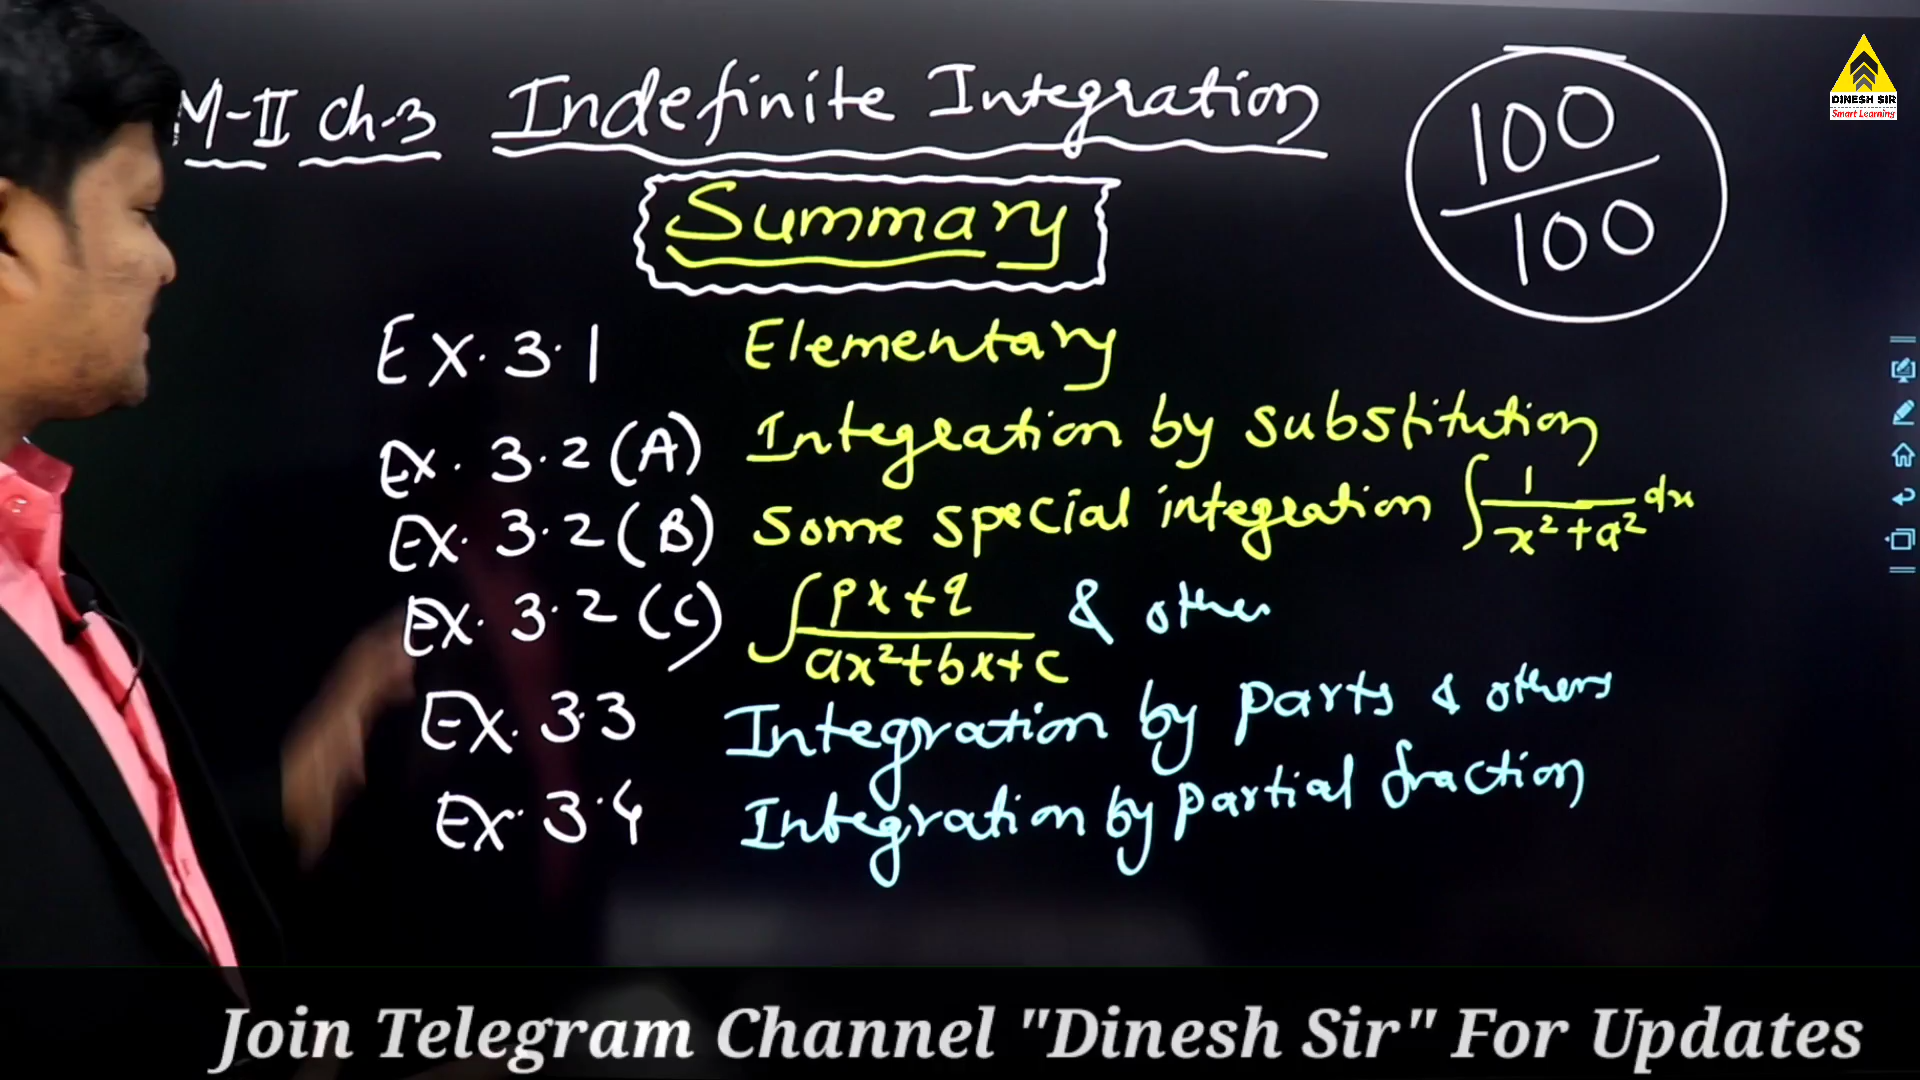 M-II Ch-3 Indefinite Integration
100/100
DINESH SIR
Smart Learning
Summary
Ex. 3.1 Elementary
Ex. 3.2 (A) Integration by substitution
Ex. 3.2 (B) Some special integration ∫ 1/(x²+a²) dx
Ex. 3.2 (C) ∫ (px+q)/(ax²+bx+c) & other
Ex. 3.3 Integration by parts & others
Ex. 3.4 Integration by partial fraction
Join Telegram Channel "Dinesh Sir" For Updates